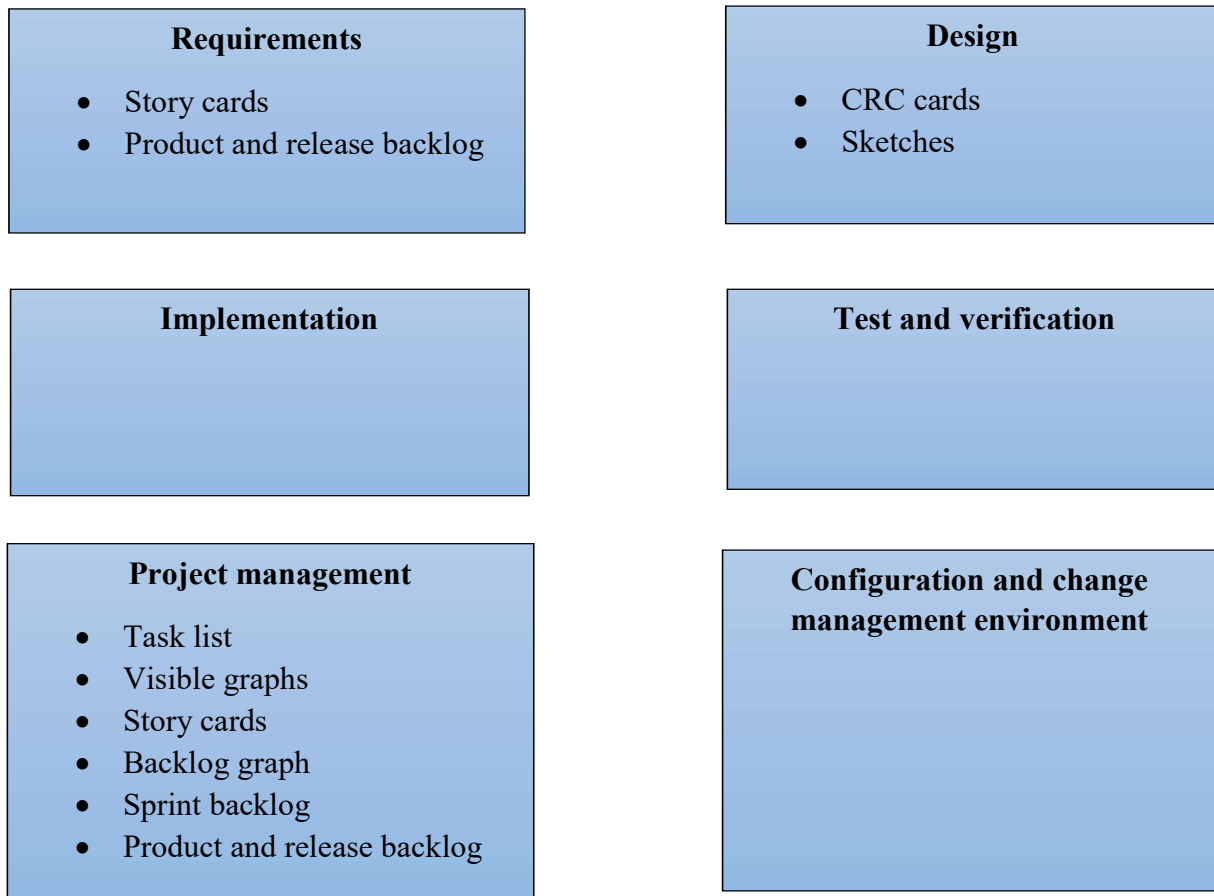 Requirements
• Story cards
• Product and release backlog
Design
• CRC cards
• Sketches
Implementation
Test and verification
Project management
• Task list
• Visible graphs
• Story cards
• Backlog graph
• Sprint backlog
• Product and release backlog
Configuration and change
management environment